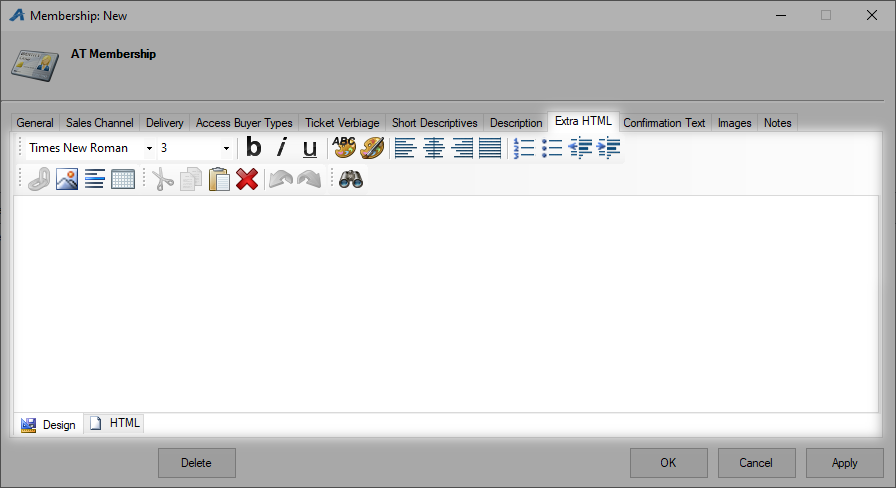 Membership: New
AT Membership
General Sales Channel Delivery Access Buyer Types Ticket Verbiage Short Descriptives Description Extra HTML Confirmation Text Images Notes
Times New Roman 3 b i u ABC
Design HTML
Delete OK Cancel Apply